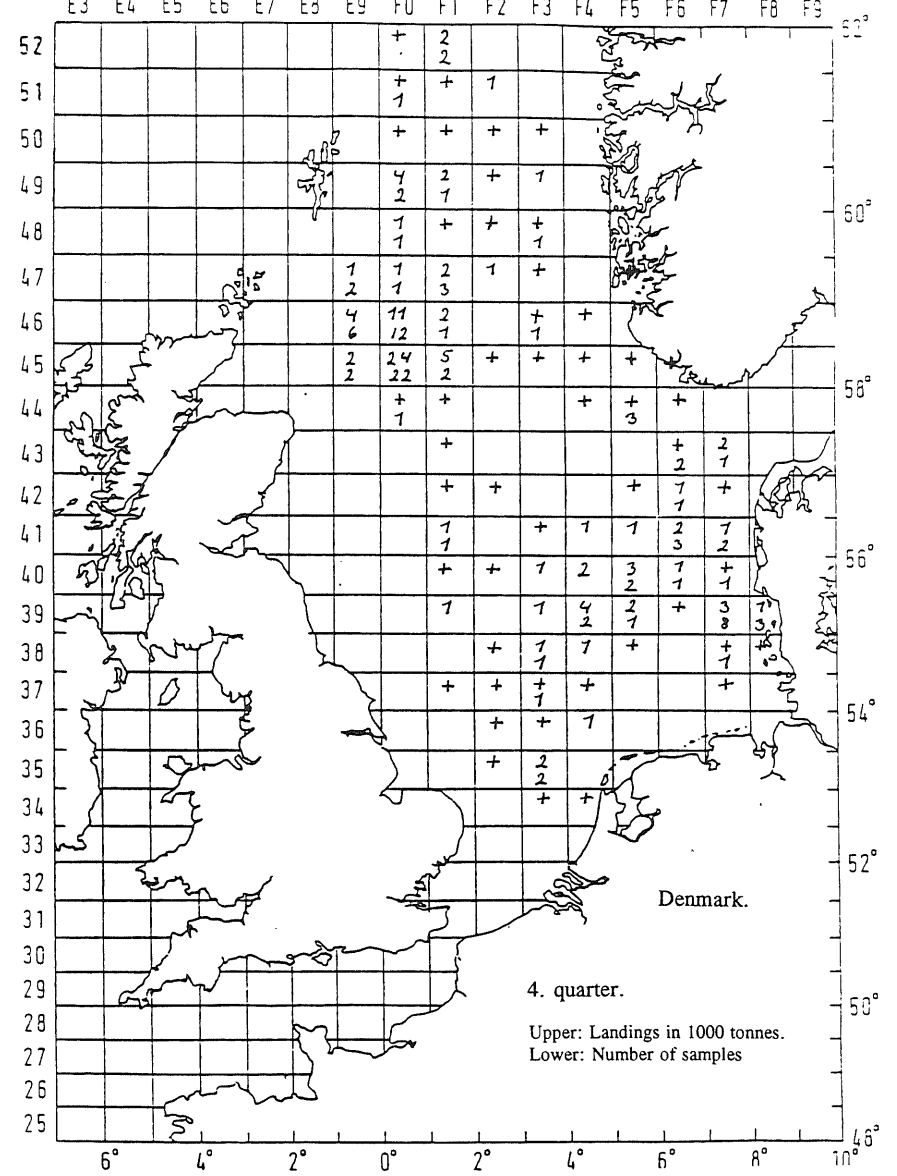 E3 E4 E5 E6 E7 E8 E9 F0 F1 F2 F3 F4 F5 F6 F7 F8 F9
52 + 2 62°
. 2
51 + + 1
1
50 + + + +
49 4 2 + 1
2 1
48 1 + + + 60°
1 1
47 1 1 2 1 +
2 1 3
46 4 11 2 + +
6 12 1 1
45 2 24 5 + + + + +
2 22 2
58°
44 + + + + +
1 3
43 + + 2
2 1
42 + + + 1 +
1
41 1 + 1 1 2 1
1 3 2
56°
40 + + 1 2 3 1 +
2 1 1
39 1 1 4 2 + 3 1
2 1 8 3
38 + 1 1 + + +
1 1
37 + + + + +
1
54°
36 + + 1
35 + 2
2
34 + +
33
52°
32
Denmark.
31
30
29 4. quarter.
50°
28
Upper: Landings in 1000 tonnes.
27 Lower: Number of samples
26
25
48°
6° 4° 2° 0° 2° 4° 6° 8° 10°